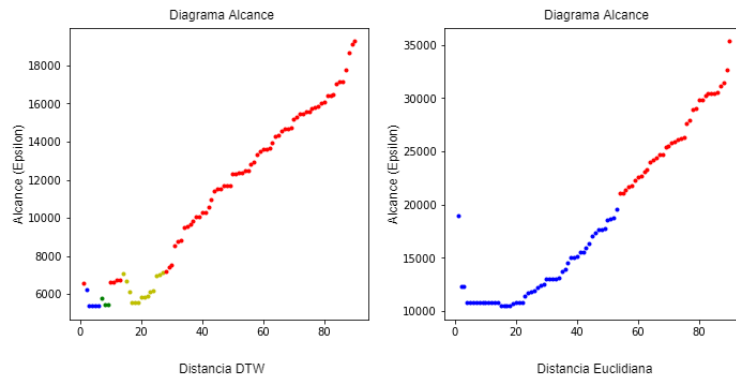 Diagrama Alcance
Alcance (Epsilon)
18000
16000
14000
12000
10000
8000
6000
0 20 40 60 80
Distancia DTW
Diagrama Alcance
Alcance (Epsilon)
35000
30000
25000
20000
15000
10000
0 20 40 60 80
Distancia Euclidiana